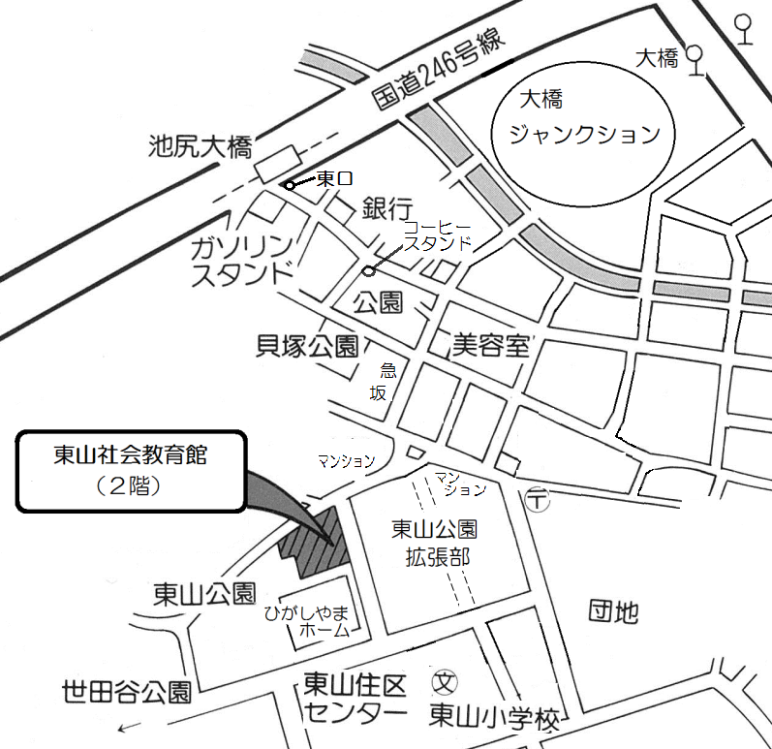 国道246号線
大橋
大橋
ジャンクション
池尻大橋
東口
銀行
コーヒー
スタンド
ガソリン
スタンド
公園
貝塚公園
美容室
急
坂
東山社会教育館
（２階）
マンション
マン
ション
〒
東山公園
拡張部
東山公園
ひがしやま
ホーム
団地
世田谷公園
東山住区
センター
文
東山小学校